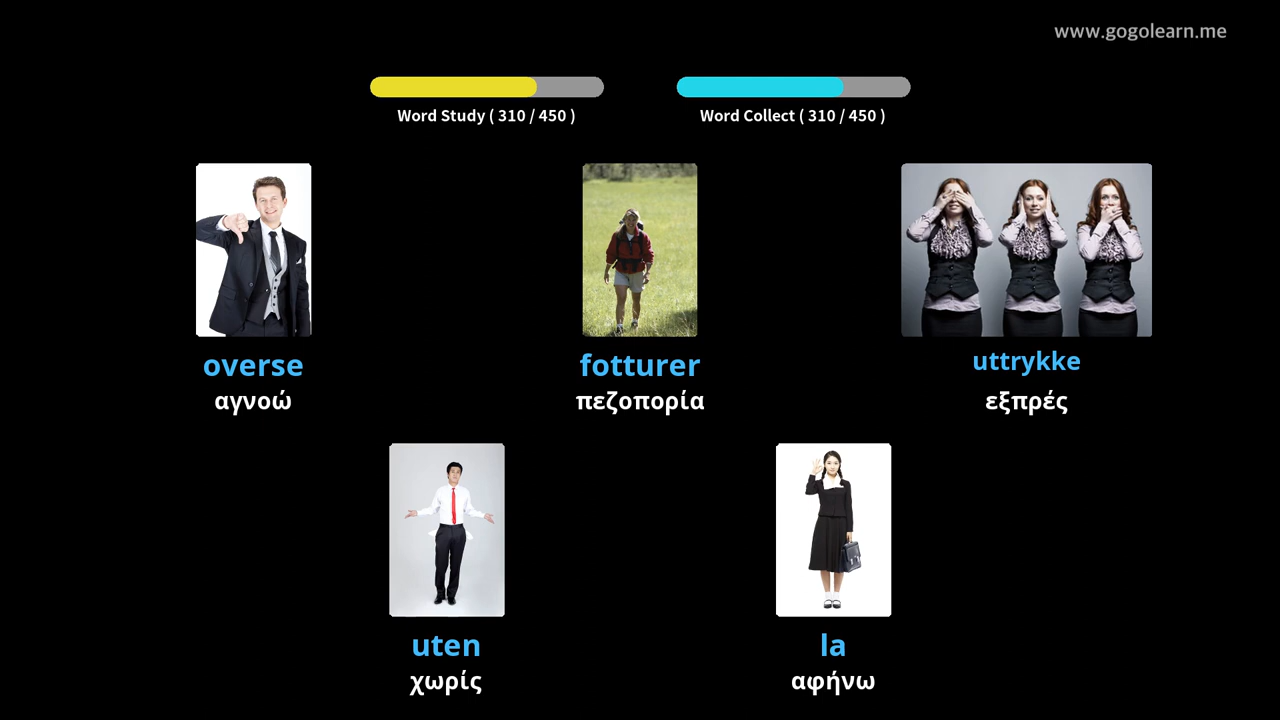 www.gogolearn.me
Word Study ( 310 / 450 )
Word Collect ( 310 / 450 )
overse
αγνοώ
fotturer
πεζοπορία
uttrykke
εξπρές
uten
χωρίς
la
αφήνω